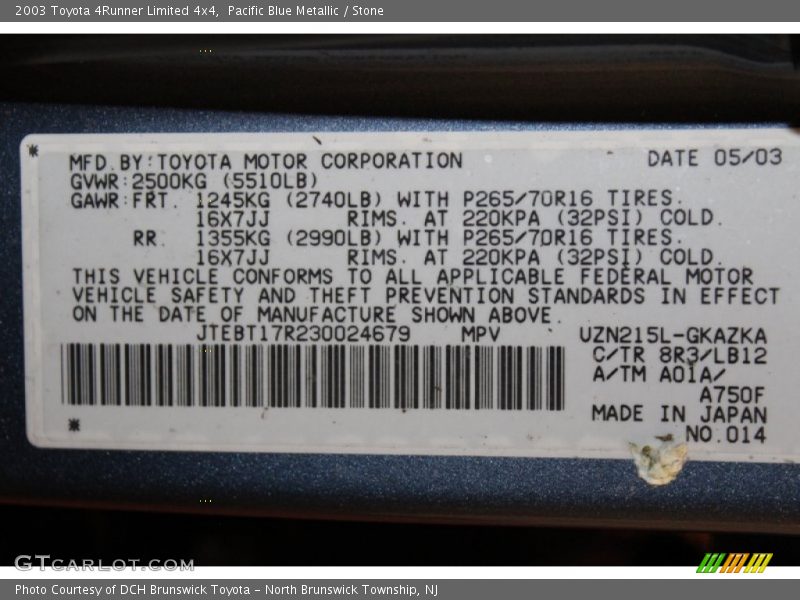 2003 Toyota 4Runner Limited 4x4,  Pacific Blue Metallic / Stone
* MFD.BY:TOYOTA MOTOR CORPORATION DATE 05/03
GVWR:2500KG (5510LB)
GAWR:FRT. 1245KG (2740LB) WITH P265/70R16 TIRES.
16X7JJ RIMS. AT 220KPA (32PSI) COLD.
RR. 1355KG (2990LB) WITH P265/70R16 TIRES.
16X7JJ RIMS. AT 220KPA (32PSI) COLD.
THIS VEHICLE CONFORMS TO ALL APPLICABLE FEDERAL MOTOR
VEHICLE SAFETY AND THEFT PREVENTION STANDARDS IN EFFECT
ON THE DATE OF MANUFACTURE SHOWN ABOVE.
JTEBT17R230024679 MPV UZN215L-GKAZKA
C/TR 8R3/LB12
A/TM A01A/
A750F
* MADE IN JAPAN
NO.014
GTCARLOT.COM
Photo Courtesy of DCH Brunswick Toyota - North Brunswick Township, NJ